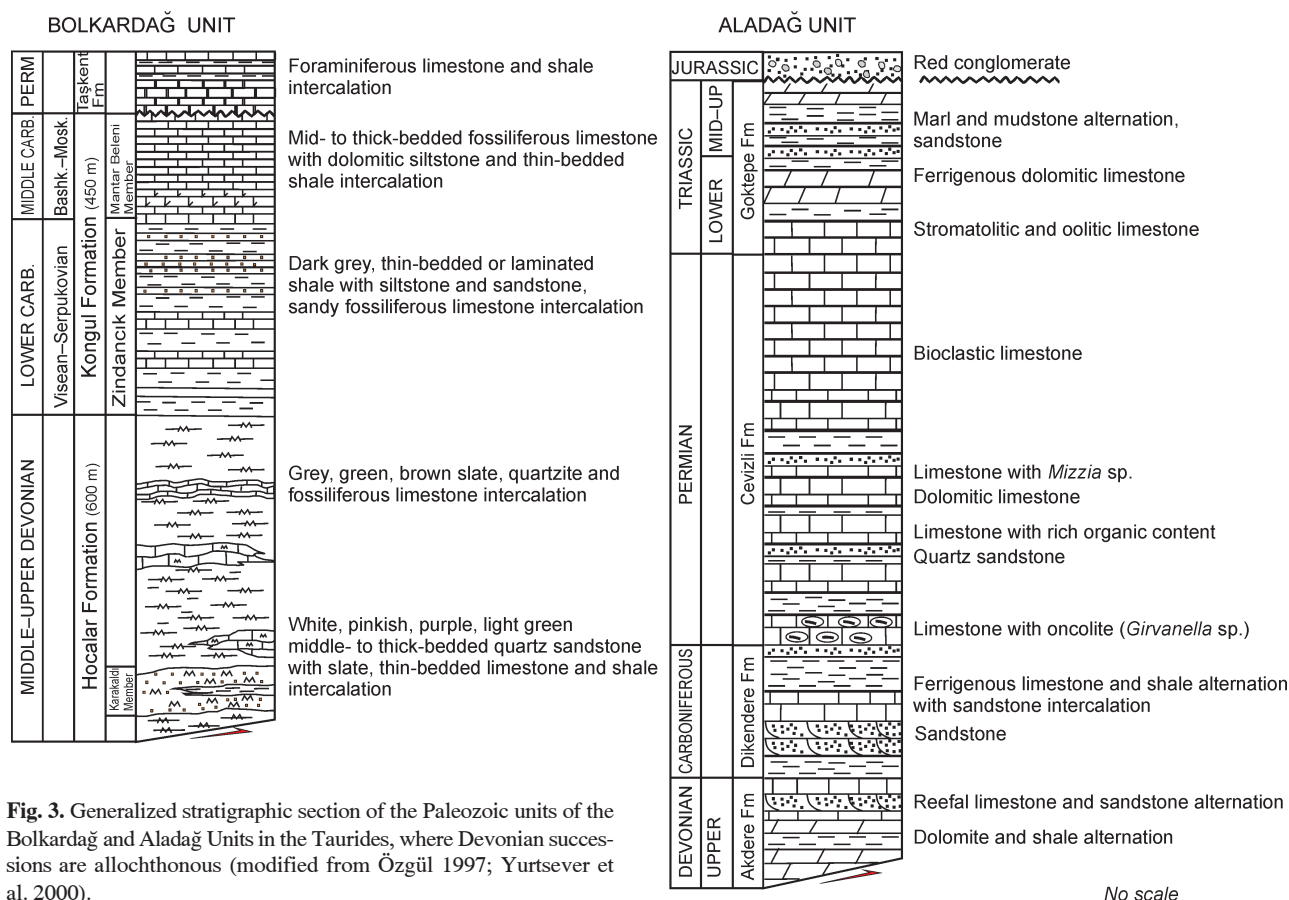 BOLKARDAĞ UNIT
PERM
Taşkent
Fm
Foraminiferous limestone and shale
intercalation
MIDDLE CARB.
Bashk.–Mosk.
Kongul Formation (450 m)
Mantar Beleni
Member
Mid- to thick-bedded fossiliferous limestone
with dolomitic siltstone and thin-bedded
shale intercalation
LOWER CARB.
Visean–Serpukovian
Zindancık Member
Dark grey, thin-bedded or laminated
shale with siltstone and sandstone,
sandy fossiliferous limestone intercalation
MIDDLE–UPPER DEVONIAN
Hocalar Formation (600 m)
Grey, green, brown slate, quartzite and
fossiliferous limestone intercalation
Karakaldı
Member
White, pinkish, purple, light green
middle- to thick-bedded quartz sandstone
with slate, thin-bedded limestone and shale
intercalation
Fig. 3. Generalized stratigraphic section of the Paleozoic units of the
Bolkardağ and Aladağ Units in the Taurides, where Devonian succes-
sions are allochthonous (modified from Özgül 1997; Yurtsever et
al. 2000).
ALADAĞ UNIT
JURASSIC
Red conglomerate
TRIASSIC
MID–UP
LOWER
Goktepe Fm
Marl and mudstone alternation,
sandstone
Ferrigenous dolomitic limestone
Stromatolitic and oolitic limestone
PERMIAN
Cevizli Fm
Bioclastic limestone
Limestone with Mizzia sp.
Dolomitic limestone
Limestone with rich organic content
Quartz sandstone
Limestone with oncolite (Girvanella sp.)
CARBONIFEROUS
Dikendere Fm
Ferrigenous limestone and shale alternation
with sandstone intercalation
Sandstone
DEVONIAN
UPPER
Akdere Fm
Reefal limestone and sandstone alternation
Dolomite and shale alternation
No scale